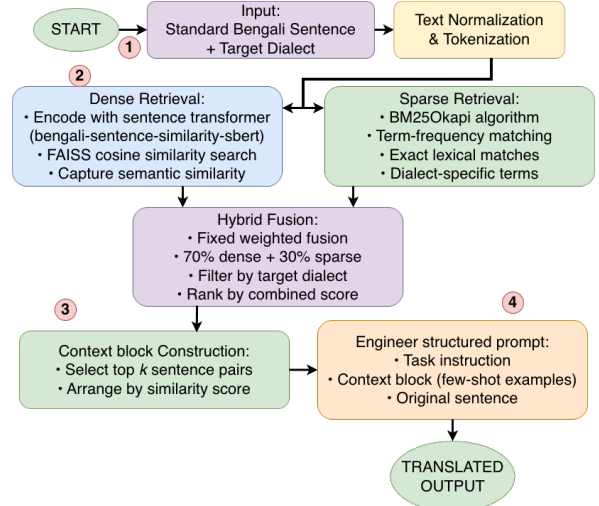 START
1
Input:
Standard Bengali Sentence
+ Target Dialect
Text Normalization
& Tokenization
2
Dense Retrieval:
• Encode with sentence transformer
(bengali-sentence-similarity-sbert)
• FAISS cosine similarity search
• Capture semantic similarity
Sparse Retrieval:
• BM25Okapi algorithm
• Term-frequency matching
• Exact lexical matches
• Dialect-specific terms
Hybrid Fusion:
• Fixed weighted fusion
• 70% dense + 30% sparse
• Filter by target dialect
• Rank by combined score
3
Context block Construction:
• Select top k sentence pairs
• Arrange by similarity score
4
Engineer structured prompt:
• Task instruction
• Context block (few-shot examples)
• Original sentence
TRANSLATED
OUTPUT